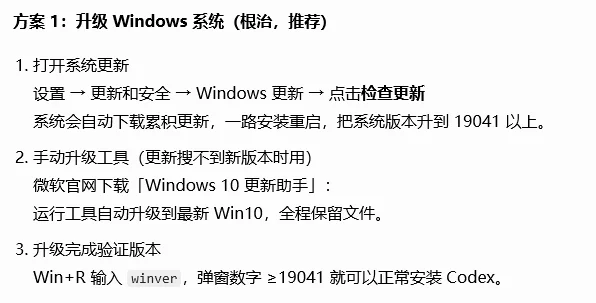 方案 1：升级 Windows 系统（根治，推荐）
1. 打开系统更新
设置 → 更新和安全 → Windows 更新 → 点击检查更新
系统会自动下载累积更新，一路安装重启，把系统版本升到 19041 以上。
2. 手动升级工具（更新搜不到新版本时用）
微软官网下载「Windows 10 更新助手」：
运行工具自动升级到最新 Win10，全程保留文件。
3. 升级完成验证版本
Win+R 输入 winver，弹窗数字 ≥19041 就可以正常安装 Codex。